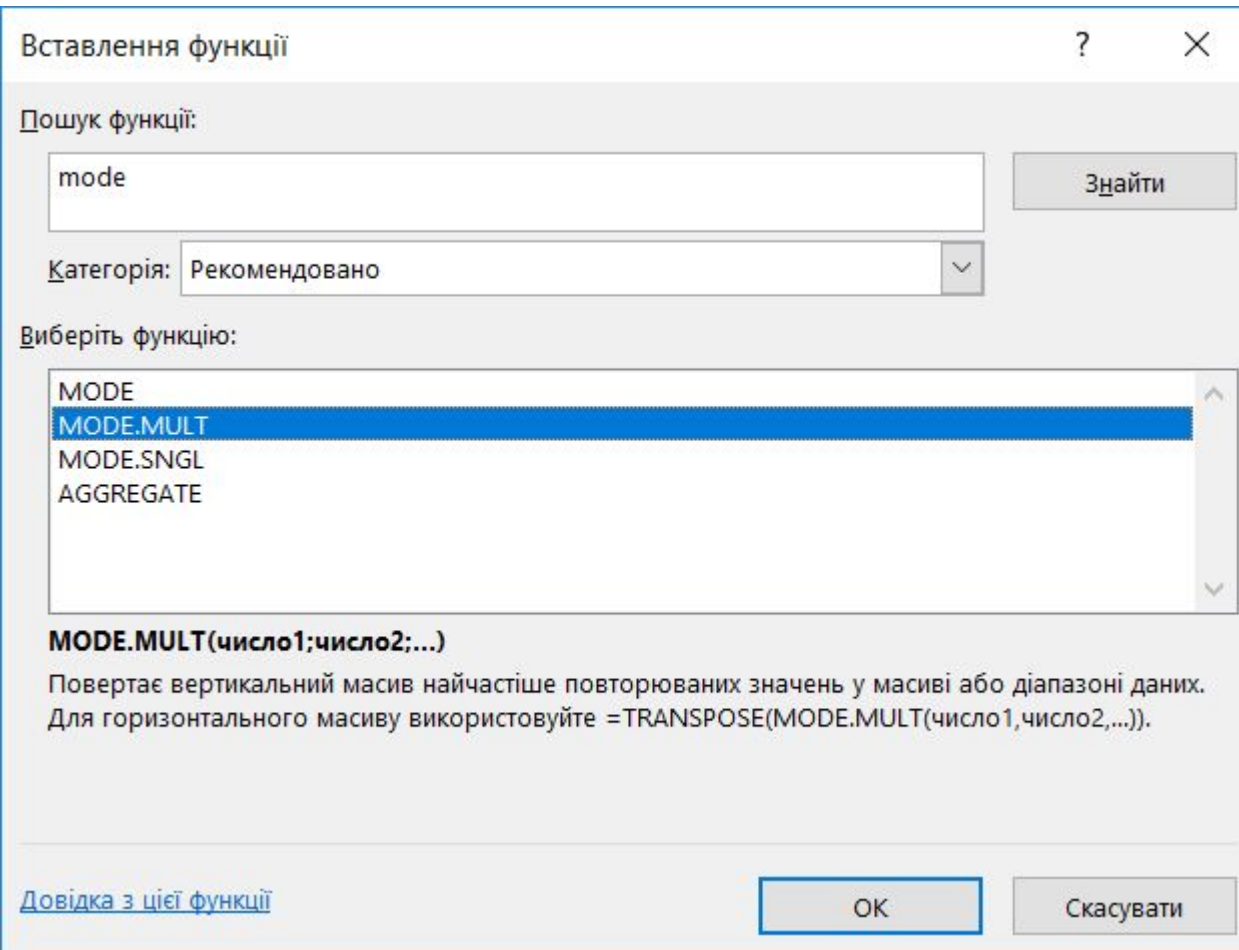 Вставлення функції
?
Пошук функції:
mode
Знайти
Категорія: Рекомендовано
Виберіть функцію:
MODE
MODE.MULT
MODE.SNGL
AGGREGATE
MODE.MULT(число1;число2;...)
Повертає вертикальний масив найчастіше повторюваних значень у масиві або діапазоні даних.
Для горизонтального масиву використовуйте =TRANSPOSE(MODE.MULT(число1,число2,...)).
Довідка з цієї функції
OK
Скасувати